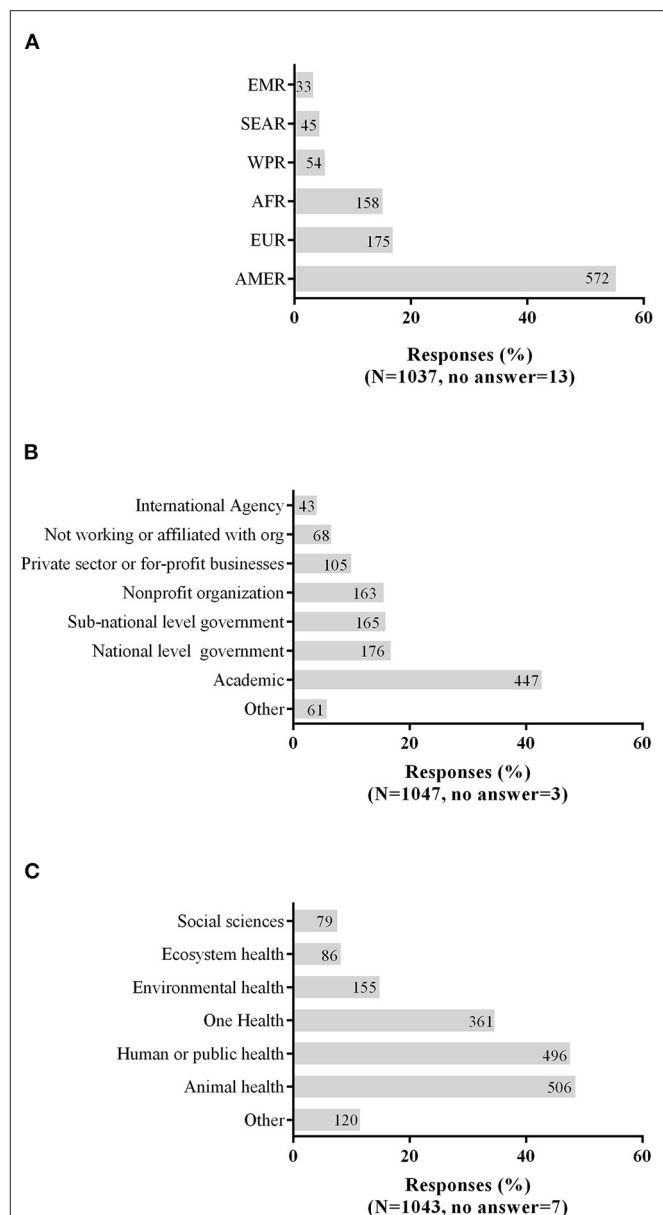 A
EMR 33
SEAR 45
WPR 54
AFR 158
EUR 175
AMER 572
0 20 40 60
Responses (%)
(N=1037, no answer=13)
B
International Agency 43
Not working or affiliated with org 68
Private sector or for-profit businesses 105
Nonprofit organization 163
Sub-national level government 165
National level government 176
Academic 447
Other 61
0 20 40 60
Responses (%)
(N=1047, no answer=3)
C
Social sciences 79
Ecosystem health 86
Environmental health 155
One Health 361
Human or public health 496
Animal health 506
Other 120
0 20 40 60
Responses (%)
(N=1043, no answer=7)